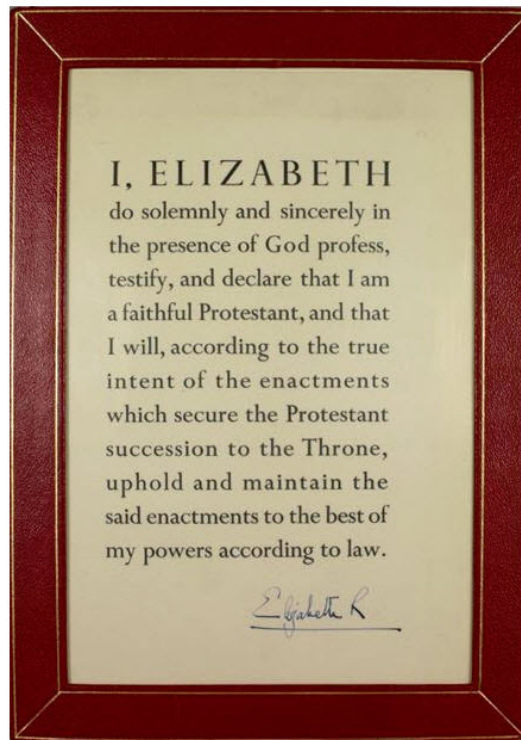 I, ELIZABETH
do solemnly and sincerely in
the presence of God profess,
testify, and declare that I am
a faithful Protestant, and that
I will, according to the true
intent of the enactments
which secure the Protestant
succession to the Throne,
uphold and maintain the
said enactments to the best of
my powers according to law.
Elizabeth R